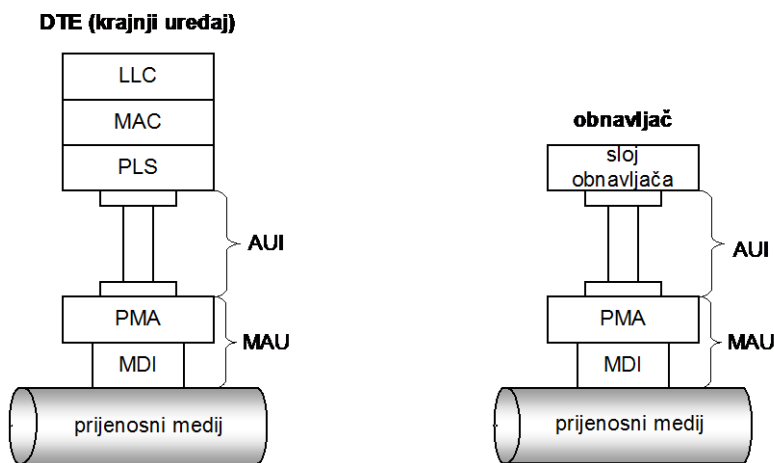 DTE (krajnji uređaj)
LLC
MAC
PLS
AUI
PMA
MAU
MDI
prijenosni medij
obnavljač
sloj
obnavljača
AUI
PMA
MAU
MDI
prijenosni medij